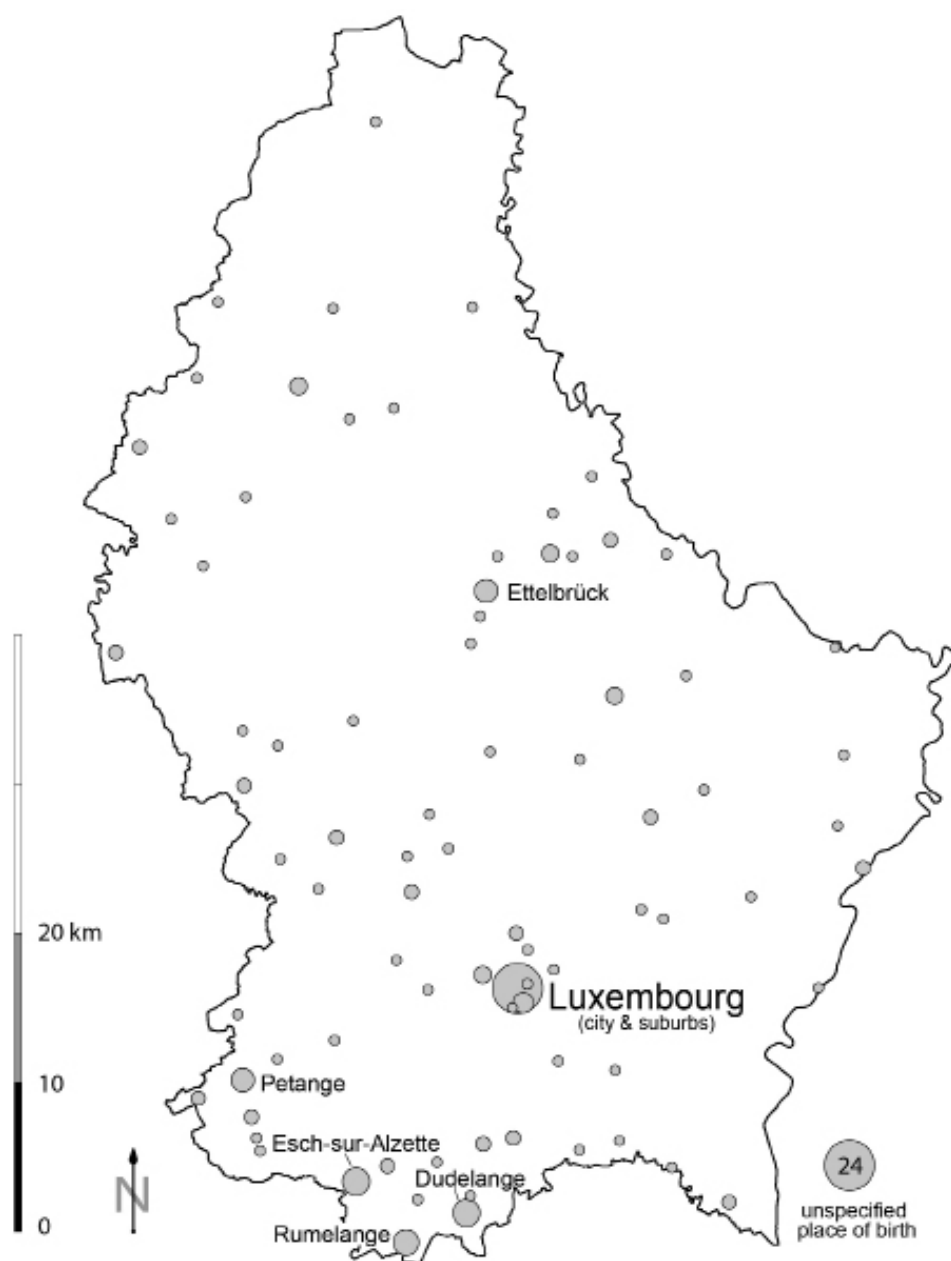 Ettelbrück
20 km
Luxembourg
(city & suburbs)
10
Petange
Esch-sur-Alzette
24
Dudelange
unspecified
place of birth
N
0
Rumelange